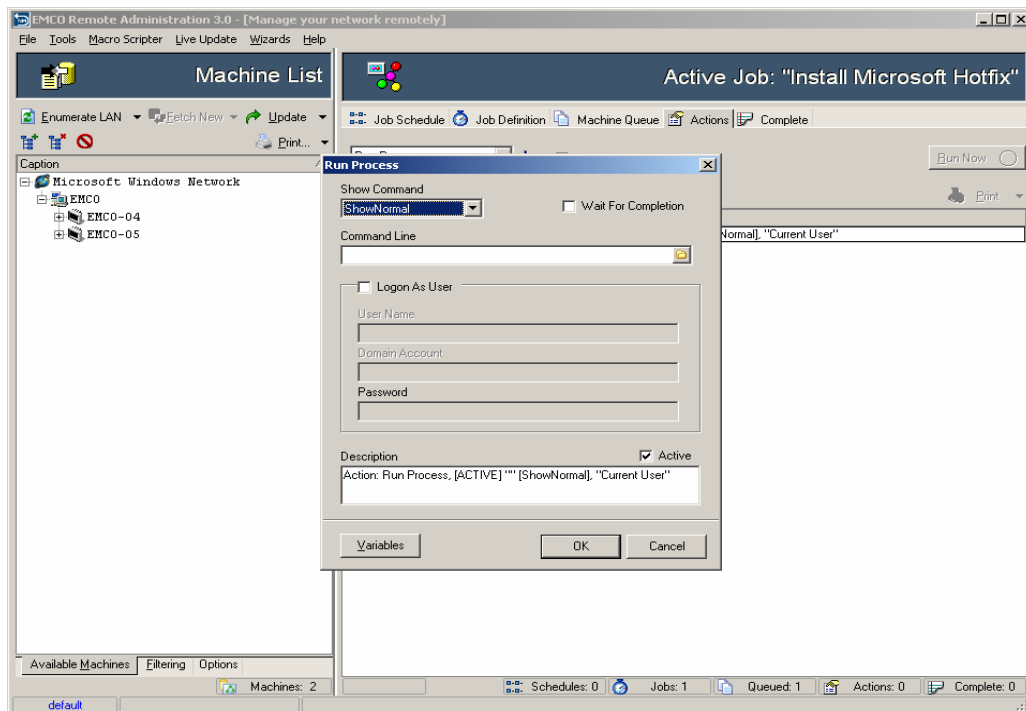 EMCO Remote Administration 3.0 - [Manage your network remotely]
File Tools Macro Scripter Live Update Wizards Help
Machine List
Active Job: "Install Microsoft Hotfix"
Enumerate LAN Fetch New Update
Print...
Job Schedule Job Definition Machine Queue Actions Complete
Caption
Microsoft Windows Network
EMCO
EMCO-04
EMCO-05
Run Now
Print
Normal], "Current User"
Run Process
Show Command
ShowNormal
Wait For Completion
Command Line
Logon As User
User Name
Domain Account
Password
Description
Active
Action: Run Process, [ACTIVE] "" [ShowNormal], "Current User"
Variables
OK
Cancel
Available Machines Filtering Options
Machines: 2
Schedules: 0 Jobs: 1 Queued: 1 Actions: 0 Complete: 0
default